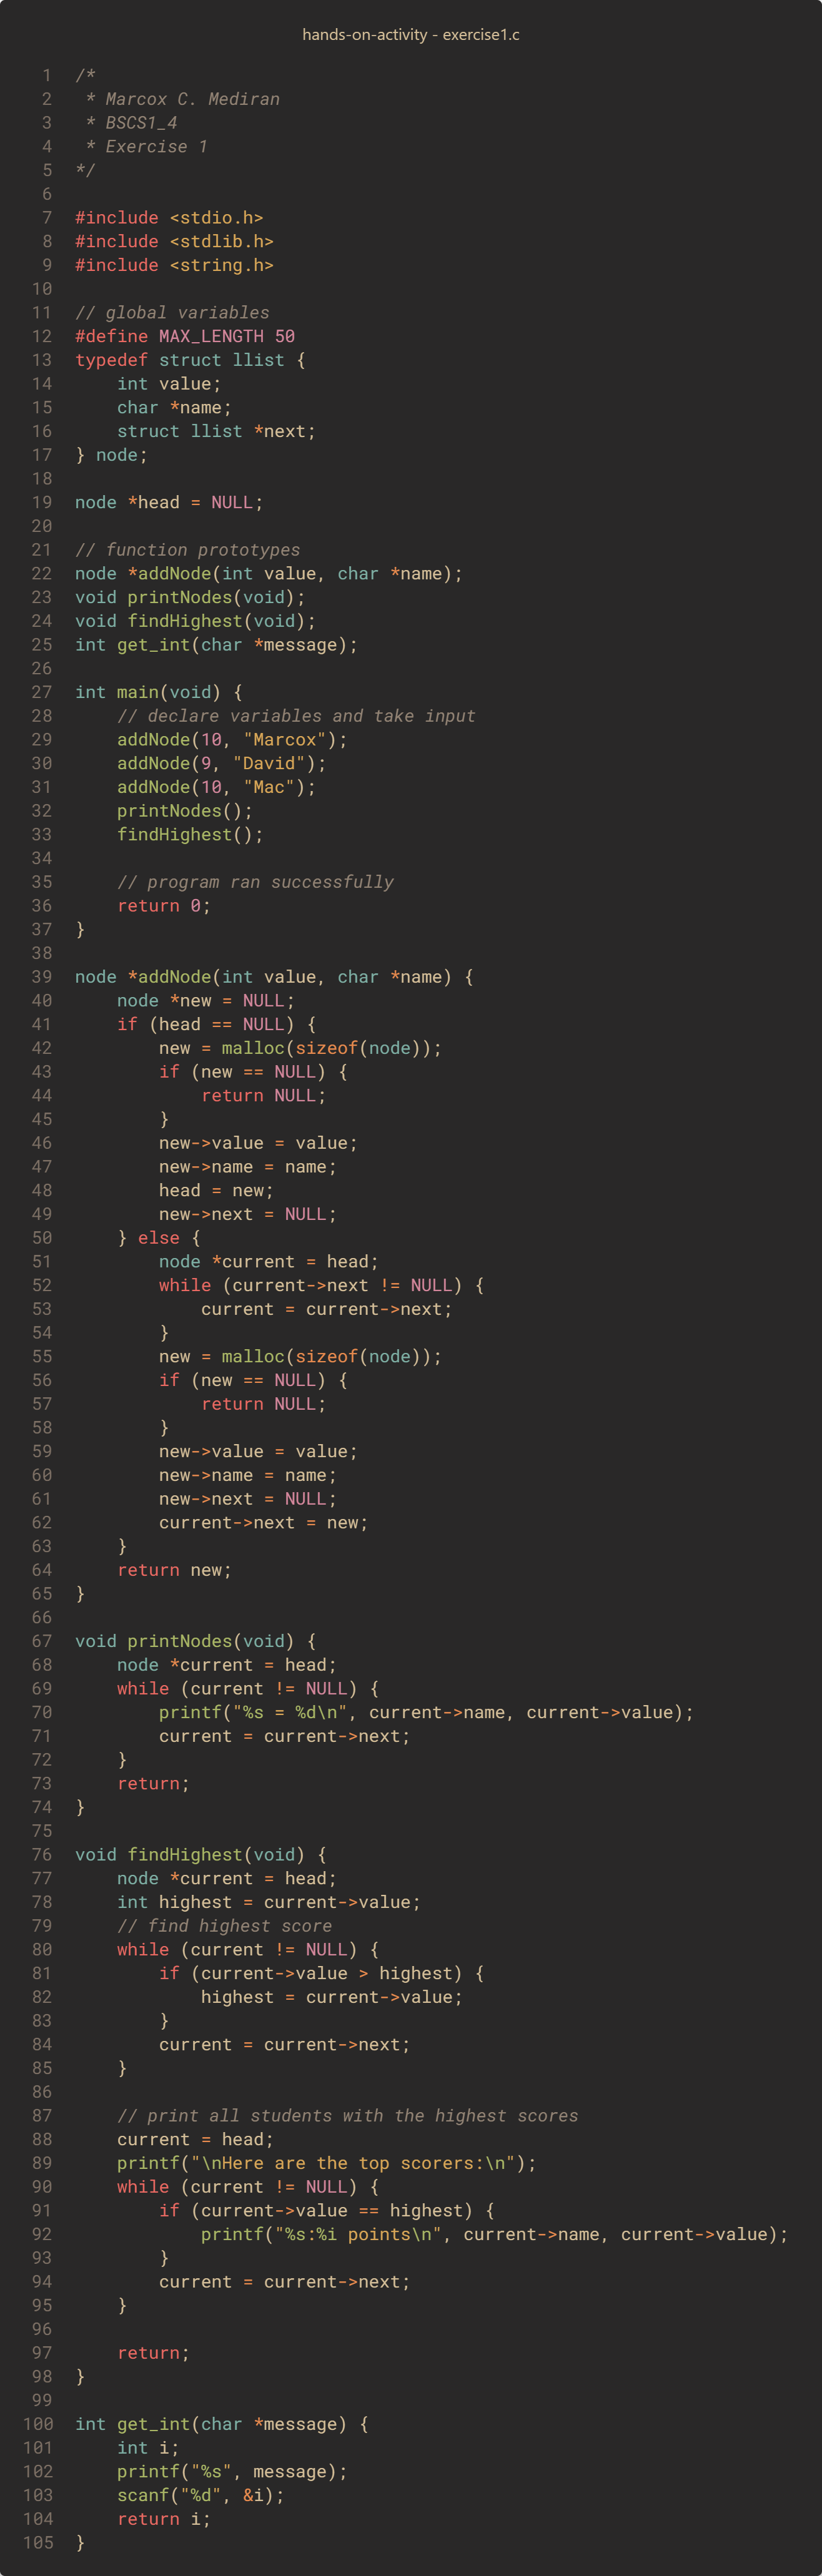 hands-on-activity - exercise1.c
1 /*
2  * Marcox C. Mediran
3  * BSCS1_4
4  * Exercise 1
5 */
6
7 #include <stdio.h>
8 #include <stdlib.h>
9 #include <string.h>
10
11 // global variables
12 #define MAX_LENGTH 50
13 typedef struct llist {
14     int value;
15     char *name;
16     struct llist *next;
17 } node;
18
19 node *head = NULL;
20
21 // function prototypes
22 node *addNode(int value, char *name);
23 void printNodes(void);
24 void findHighest(void);
25 int get_int(char *message);
26
27 int main(void) {
28     // declare variables and take input
29     addNode(10, "Marcox");
30     addNode(9, "David");
31     addNode(10, "Mac");
32     printNodes();
33     findHighest();
34
35     // program ran successfully
36     return 0;
37 }
38
39 node *addNode(int value, char *name) {
40     node *new = NULL;
41     if (head == NULL) {
42         new = malloc(sizeof(node));
43         if (new == NULL) {
44             return NULL;
45         }
46         new->value = value;
47         new->name = name;
48         head = new;
49         new->next = NULL;
50     } else {
51         node *current = head;
52         while (current->next != NULL) {
53             current = current->next;
54         }
55         new = malloc(sizeof(node));
56         if (new == NULL) {
57             return NULL;
58         }
59         new->value = value;
60         new->name = name;
61         new->next = NULL;
62         current->next = new;
63     }
64     return new;
65 }
66
67 void printNodes(void) {
68     node *current = head;
69     while (current != NULL) {
70         printf("%s = %d\n", current->name, current->value);
71         current = current->next;
72     }
73     return;
74 }
75
76 void findHighest(void) {
77     node *current = head;
78     int highest = current->value;
79     // find highest score
80     while (current != NULL) {
81         if (current->value > highest) {
82             highest = current->value;
83         }
84         current = current->next;
85     }
86
87     // print all students with the highest scores
88     current = head;
89     printf("\nHere are the top scorers:\n");
90     while (current != NULL) {
91         if (current->value == highest) {
92             printf("%s:%i points\n", current->name, current->value);
93         }
94         current = current->next;
95     }
96
97     return;
98 }
99
100 int get_int(char *message) {
101     int i;
102     printf("%s", message);
103     scanf("%d", &i);
104     return i;
105 }